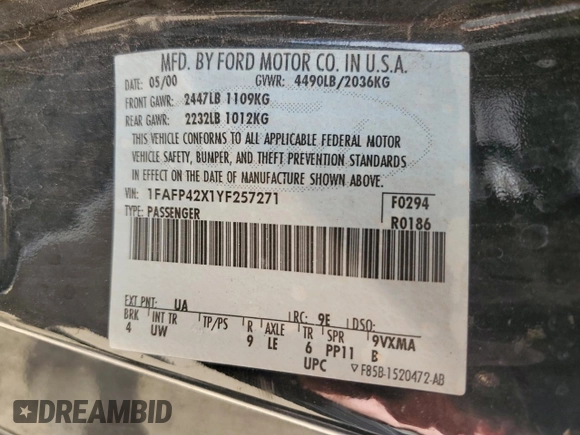 MFD. BY FORD MOTOR CO. IN U.S.A.
DATE: 05/00 GVWR: 4490LB/2036KG
FRONT GAWR: 2447LB 1109KG
REAR GAWR: 2232LB 1012KG
THIS VEHICLE CONFORMS TO ALL APPLICABLE FEDERAL MOTOR
VEHICLE SAFETY, BUMPER, AND THEFT PREVENTION STANDARDS
IN EFFECT ON THE DATE OF MANUFACTURE SHOWN ABOVE.
VIN: 1FAFP42X1YF257271 F0294
TYPE: PASSENGER R0186
EXT PNT: UA RC: 9E DSO:
BRK INT TR TP/PS R AXLE TR SPR 9VXMA
4 UW 9 LE 6 PP11 B
UPC ▽F85B-1520472-AB
DREAMBID